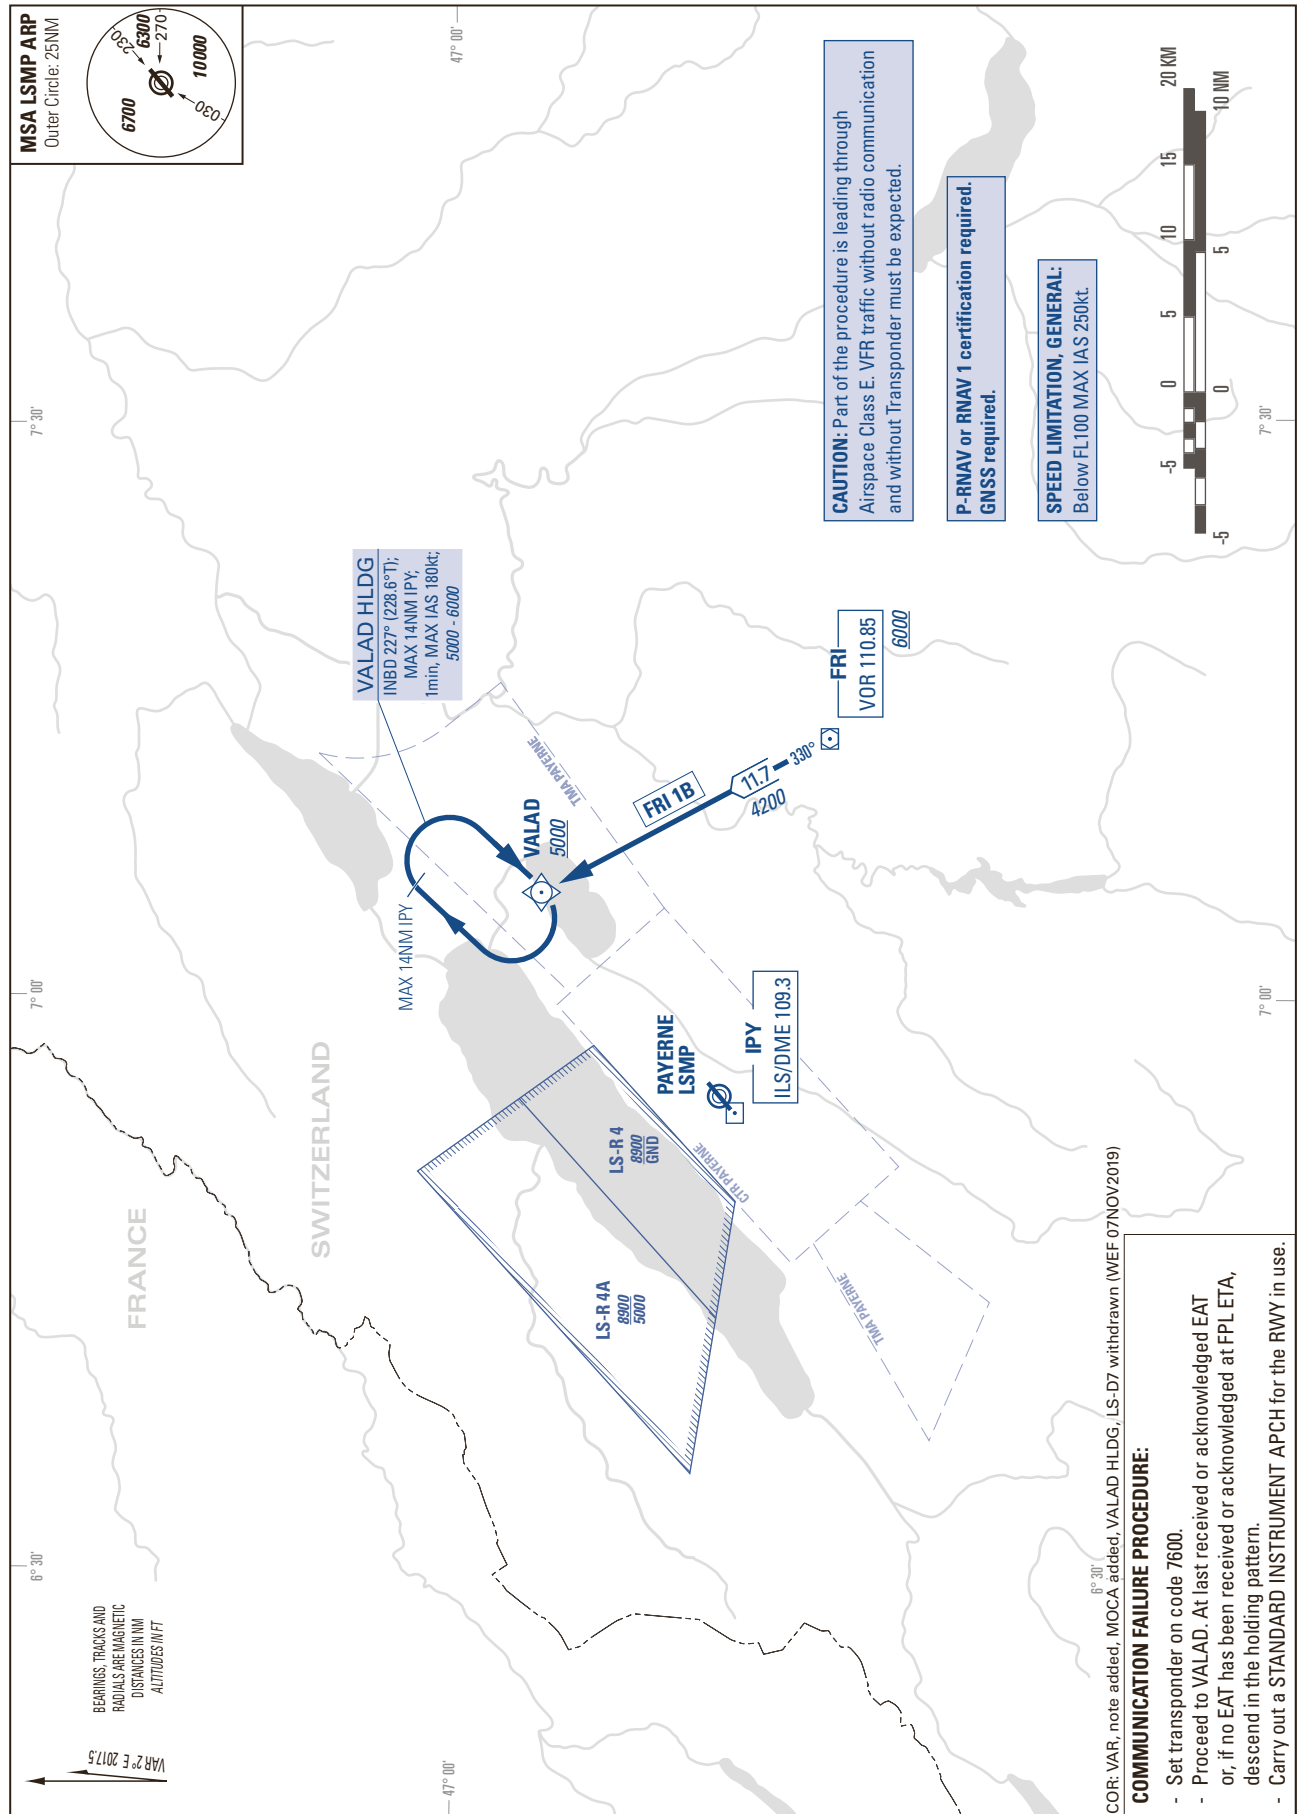 BEARINGS, TRACKS AND
RADIALS ARE MAGNETIC
DISTANCES IN NM
ALTITUDES IN FT
VAR 2° E 2017.5
6° 30'
7° 00'
7° 30'
MSA LSMP ARP
Outer Circle: 25NM
6700
230
6300
270
10000
030
47° 00'
47° 00'
FRANCE
SWITZERLAND
VALAD HLDG
INBD 227° (228.6°T);
MAX 14NM IPY;
1min, MAX IAS 180kt;
5000 - 6000
MAX 14NM IPY
VALAD
5000
TMA PAYERNE
LS-R 4A
8900
5000
LS-R 4
8900
GND
PAYERNE
LSMP
IPY
ILS/DME 109.3
CTR PAYERNE
TMA PAYERNE
FRI 1B
11.7
4200
330°
FRI
VOR 110.85
6000
CAUTION: Part of the procedure is leading through
Airspace Class E. VFR traffic without radio communication
and without Transponder must be expected.
P-RNAV or RNAV 1 certification required.
GNSS required.
SPEED LIMITATION, GENERAL:
Below FL100 MAX IAS 250kt.
-5 0 5 10 15 20 KM
-5 0 5 10 NM
6° 30'
7° 00'
7° 30'
COR: VAR, note added, MOCA added, VALAD HLDG, LS-D7 withdrawn (WEF 07NOV2019)
COMMUNICATION FAILURE PROCEDURE:
- Set transponder on code 7600.
- Proceed to VALAD. At last received or acknowledged EAT
or, if no EAT has been received or acknowledged at FPL ETA,
descend in the holding pattern.
- Carry out a STANDARD INSTRUMENT APCH for the RWY in use.